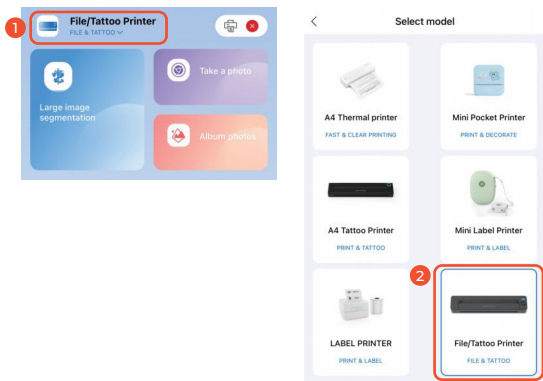 1
File/Tattoo Printer
FILE & TATTOO
Large image
segmentation
Take a photo
Album photos
Select model
A4 Thermal printer
FAST & CLEAR PRINTING
Mini Pocket Printer
PRINT & DECORATE
A4 Tattoo Printer
PRINT & TATTOO
Mini Label Printer
PRINT & LABEL
2
LABEL PRINTER
PRINT & LABEL
File/Tattoo Printer
FILE & TATTOO